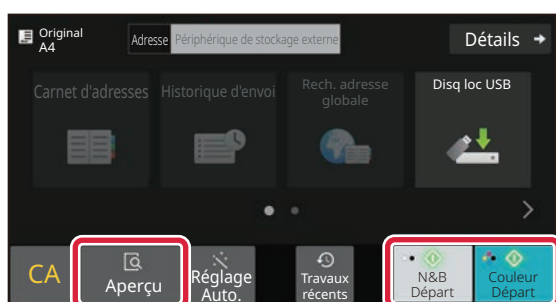 Original
A4
Adresse
Périphérique de stockage externe
Détails
Carnet d'adresses
Historique d'envoi
Rech. adresse
globale
Disq loc USB
CA
Aperçu
Réglage
Auto.
Travaux
récents
N&B
Départ
Couleur
Départ